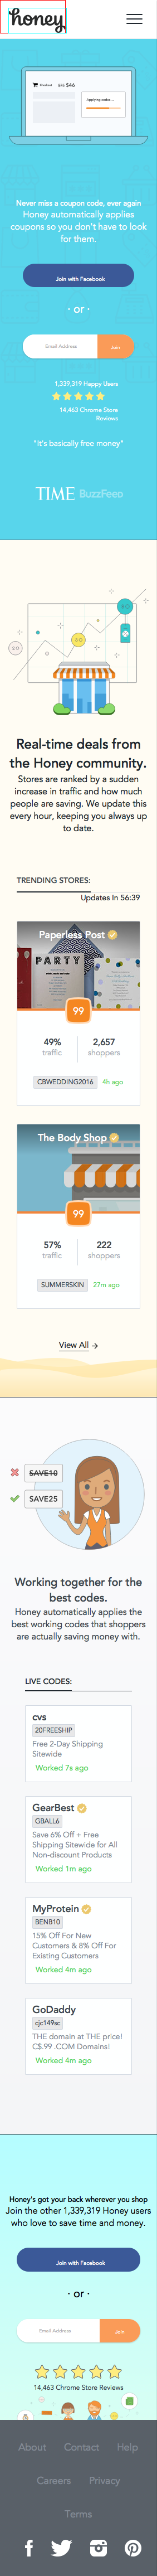 honey
Checkout $72 $46
Applying codes...
Never miss a coupon code, ever again
Honey automatically applies
coupons so you don't have to look
for them.
Join with Facebook
· or ·
Email Address Join
1,339,319 Happy Users
14,463 Chrome Store
Reviews
"It's basically free money"
TIME BuzzFeed
Real-time deals from
the Honey community.
Stores are ranked by a sudden
increase in traffic and how much
people are saving. We update this
every hour, keeping you always up
to date.
TRENDING STORES:
Updates In 56:39
Paperless Post
PARTY
99
49% 2,657
traffic shoppers
CBWEDDING2016 4h ago
The Body Shop
99
57% 222
traffic shoppers
SUMMERSKIN 27m ago
View All →
SAVE10
SAVE25
Working together for the
best codes.
Honey automatically applies the
best working codes that shoppers
are actually saving money with.
LIVE CODES:
cvs
20FREESHIP
Free 2-Day Shipping
Sitewide
Worked 7s ago
GearBest
GBALL6
Save 6% Off + Free
Shipping Sitewide for All
Non-discount Products
Worked 1m ago
MyProtein
BENB10
15% Off For New
Customers & 8% Off For
Existing Customers
Worked 4m ago
GoDaddy
cjc149sc
THE domain at THE price!
C$.99 .COM Domains!
Worked 4m ago
Honey's got your back wherever you shop
Join the other 1,339,319 Honey users
who love to save time and money.
Join with Facebook
· or ·
Email Address Join
14,463 Chrome Store Reviews
About Contact Help
Careers Privacy
Terms